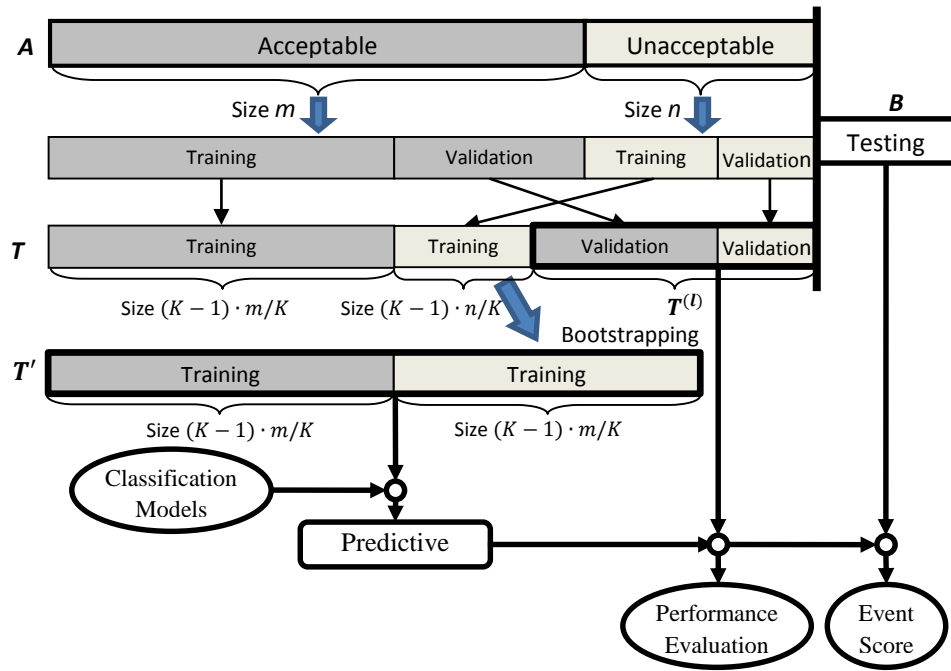 A
Acceptable
Unacceptable
Size m
Size n
B
Training
Validation
Training
Validation
Testing
T
Training
Training
Validation
Validation
Size (K − 1) · m/K
Size (K − 1) · n/K
T(l)
Bootstrapping
T′
Training
Training
Size (K − 1) · m/K
Size (K − 1) · m/K
Classification
Models
Predictive
Performance
Evaluation
Event
Score